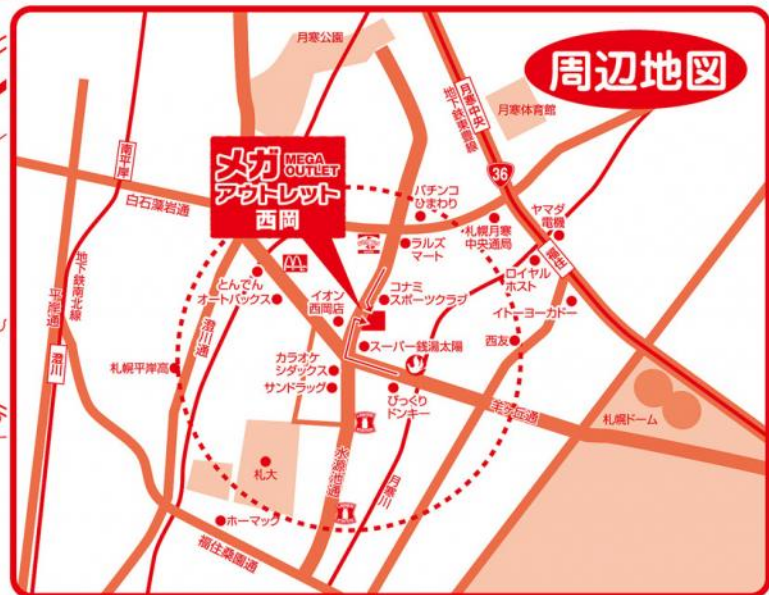 周辺地図
月寒公園
月寒体育館
月寒中央
地下鉄東豊線
36
南平岸
白石藻岩通
メガ MEGA
OUTLET
アウトレット
西岡
パチンコ
ひまわり
ヤマダ
電機
札幌月寒
中央通局
福住
ラルズ
マート
ロイヤル
ホスト
地下鉄南北線
平岸通
澄川
とんでん
オートバックス
イオン
西岡店
コナミ
スポーツクラブ
イトーヨーカドー
澄川通
スーパー銭湯太陽
西友
札幌平岸高
カラオケ
シダックス
サンドラッグ
びっくり
ドンキー
羊ヶ丘通
札幌ドーム
水源池通
月寒川
札大
ホーマック
福住桑園通